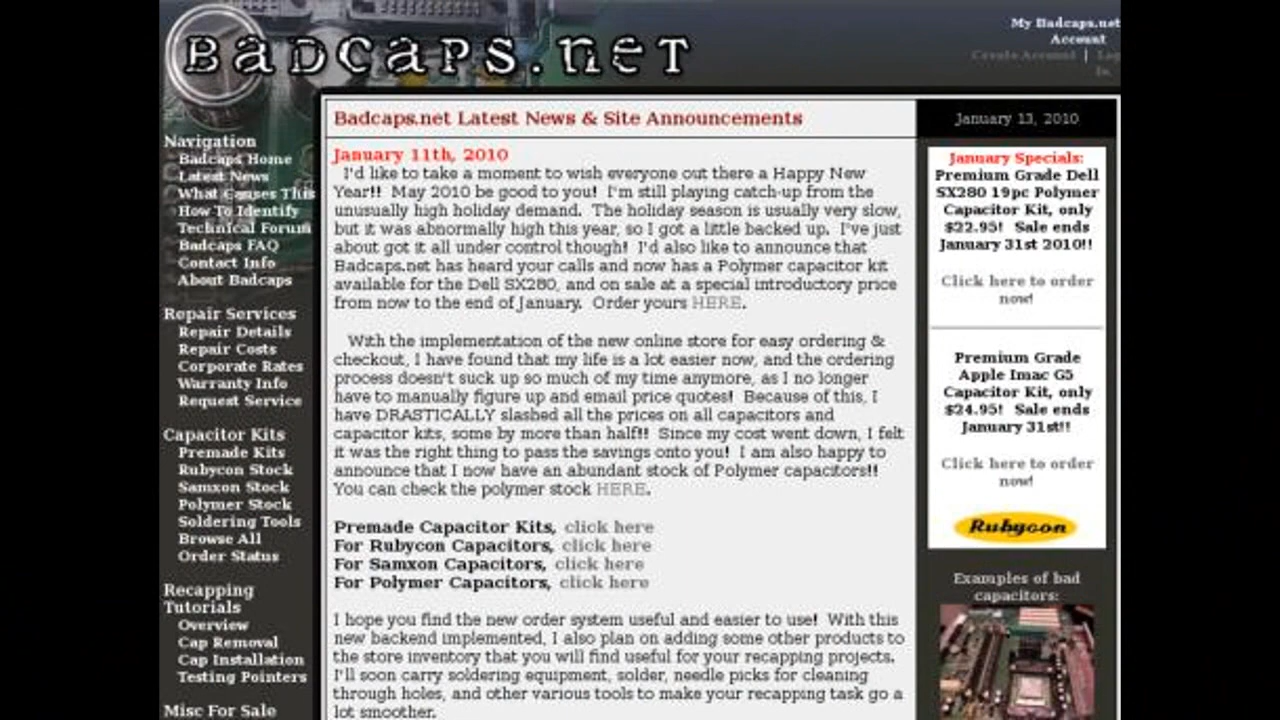 BADCAPS.NET
My Badcaps.net
Account
Create Account | Log
In
Navigation
Badcaps Home
Latest News
What Causes This
How To Identify
Technical Forum
Badcaps FAQ
Contact Info
About Badcaps
Repair Services
Repair Details
Repair Costs
Corporate Rates
Warranty Info
Request Service
Capacitor Kits
Premade Kits
Rubycon Stock
Samxon Stock
Polymer Stock
Soldering Tools
Browse All
Order Status
Recapping
Tutorials
Overview
Cap Removal
Cap Installation
Testing Pointers
Misc For Sale
Badcaps.net Latest News & Site Announcements
January 11th, 2010
I'd like to take a moment to wish everyone out there a Happy New
Year!! May 2010 be good to you! I'm still playing catch-up from the
unusually high holiday demand. The holiday season is usually very slow,
but it was abnormally high this year, so I got a little backed up. I've just
about got it all under control though! I'd also like to announce that
Badcaps.net has heard your calls and now has a Polymer capacitor kit
available for the Dell SX280, and on sale at a special introductory price
from now to the end of January. Order yours HERE.
With the implementation of the new online store for easy ordering &
checkout, I have found that my life is a lot easier now, and the ordering
process doesn't suck up so much of my time anymore, as I no longer
have to manually figure up and email price quotes! Because of this, I
have DRASTICALLY slashed all the prices on all capacitors and
capacitor kits, some by more than half!! Since my cost went down, I felt
it was the right thing to pass the savings onto you! I am also happy to
announce that I now have an abundant stock of Polymer capacitors!!
You can check the polymer stock HERE.
Premade Capacitor Kits, click here
For Rubycon Capacitors, click here
For Samxon Capacitors, click here
For Polymer Capacitors, click here
I hope you find the new order system useful and easier to use! With this
new backend implemented, I also plan on adding some other products to
the store inventory that you will find useful for your recapping projects.
I'll soon carry soldering equipment, solder, needle picks for cleaning
through holes, and other various tools to make your recapping task go a
lot smoother.
January 13, 2010
January Specials:
Premium Grade Dell
SX280 19pc Polymer
Capacitor Kit, only
$22.95! Sale ends
January 31st 2010!!
Click here to order
now!
Premium Grade
Apple Imac G5
Capacitor Kit, only
$24.95! Sale ends
January 31st!!
Click here to order
now!
Rubycon
Examples of bad
capacitors: